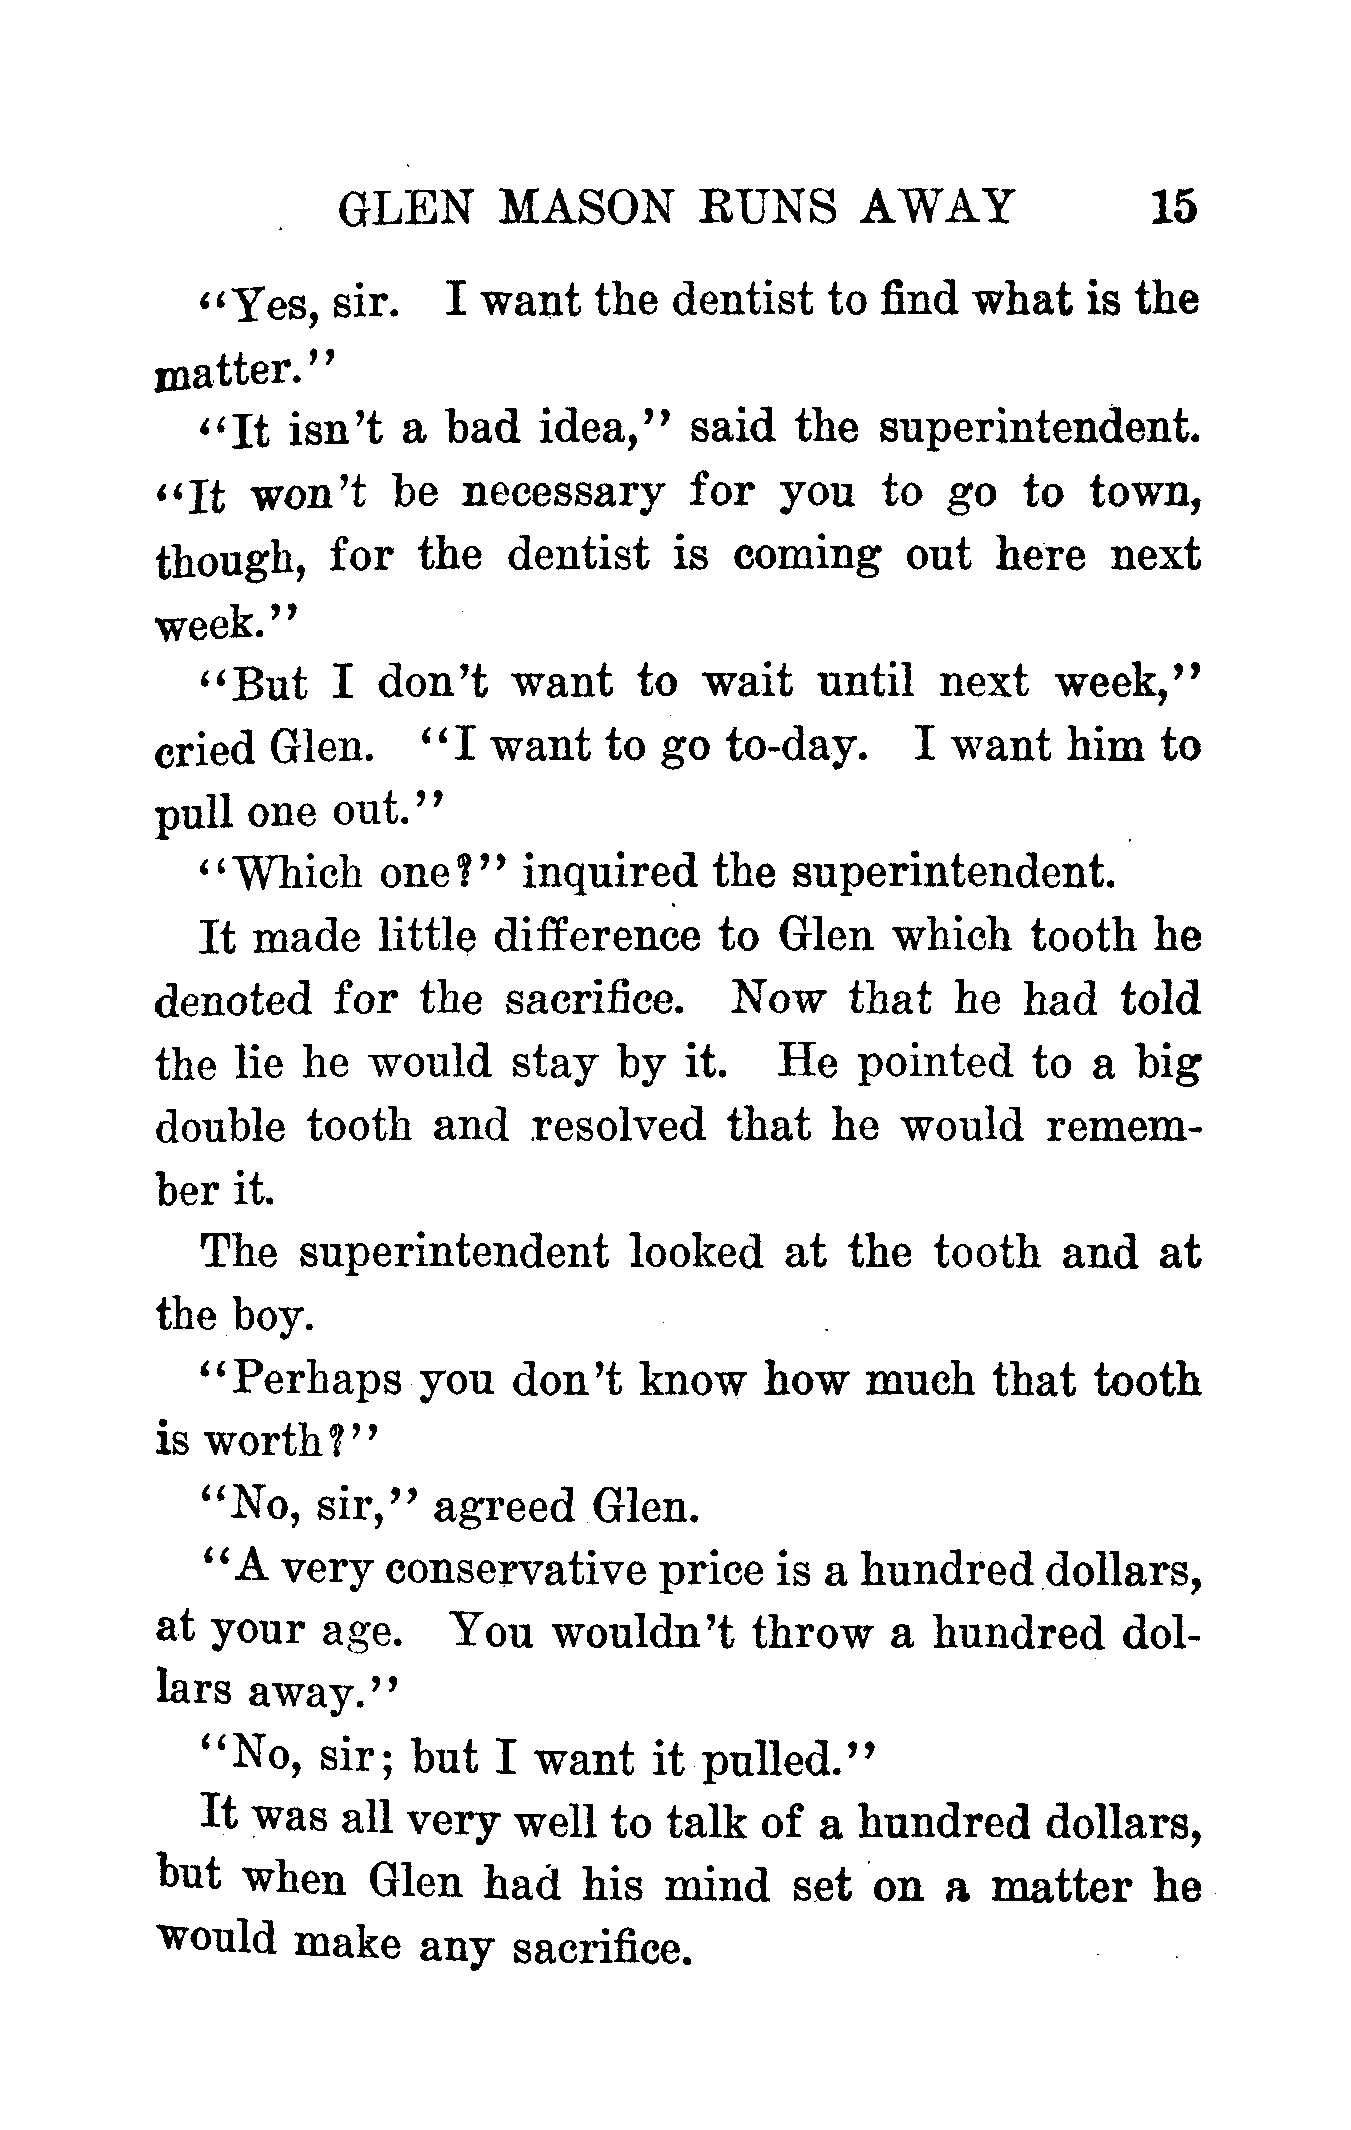 GLEN MASON RUNS AWAY 15
“Yes, sir. I want the dentist to find what is the
matter.”
“It isn’t a bad idea,” said the superintendent.
“It won’t be necessary for you to go to town,
though, for the dentist is coming out here next
week.”
“But I don’t want to wait until next week,”
cried Glen. “I want to go to-day. I want him to
pull one out.”
“Which one?” inquired the superintendent.
It made little difference to Glen which tooth he
denoted for the sacrifice. Now that he had told
the lie he would stay by it. He pointed to a big
double tooth and resolved that he would remem-
ber it.
The superintendent looked at the tooth and at
the boy.
“Perhaps you don’t know how much that tooth
is worth?”
“No, sir,” agreed Glen.
“A very conservative price is a hundred dollars,
at your age. You wouldn’t throw a hundred dol-
lars away.”
“No, sir; but I want it pulled.”
It was all very well to talk of a hundred dollars,
but when Glen had his mind set on a matter he
would make any sacrifice.